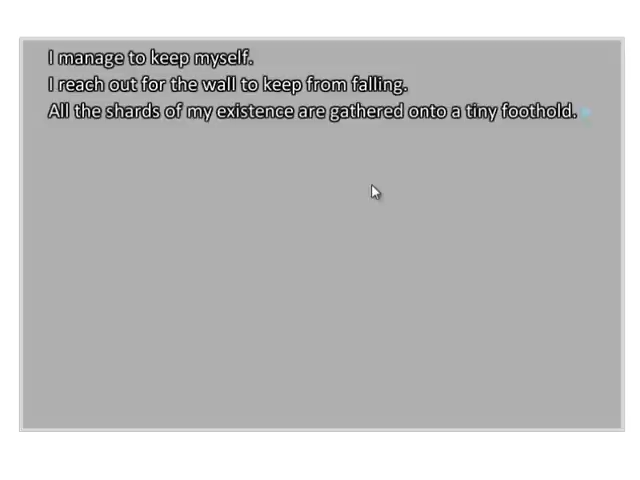 I manage to keep myself.
I reach out for the wall to keep from falling.
All the shards of my existence are gathered onto a tiny foothold.